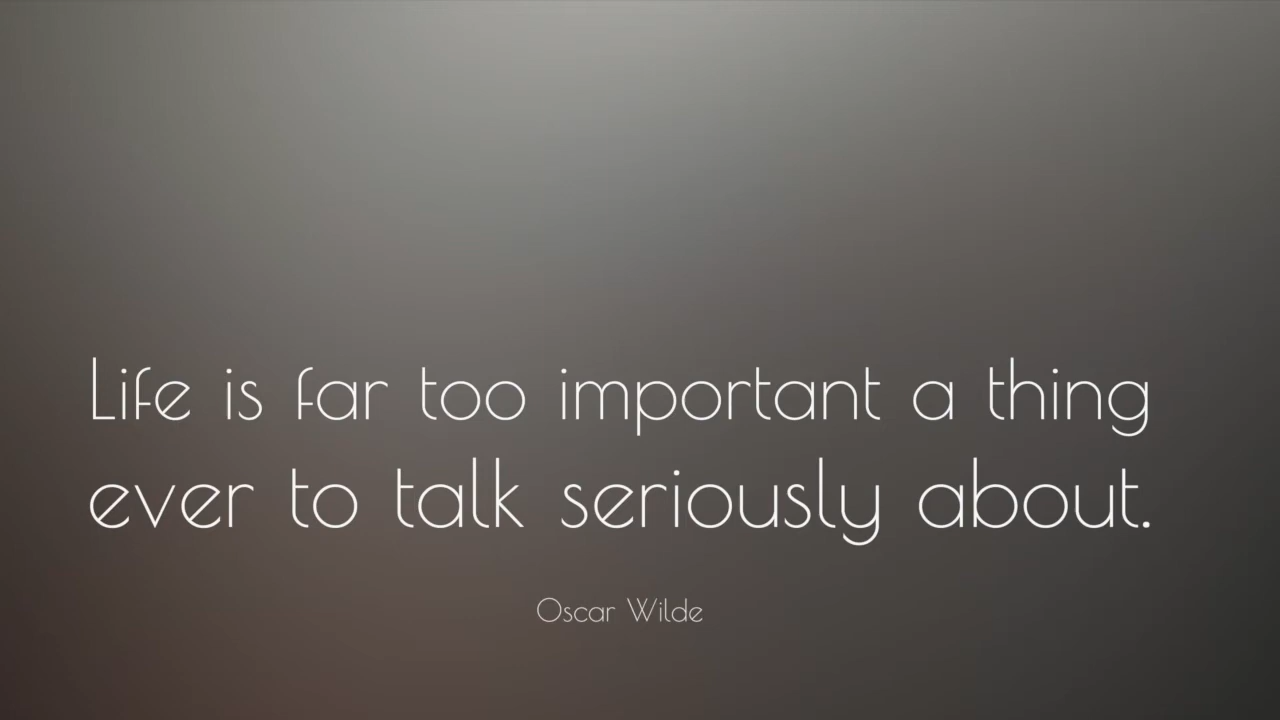 Life is far too important a thing
ever to talk seriously about.
Oscar Wilde